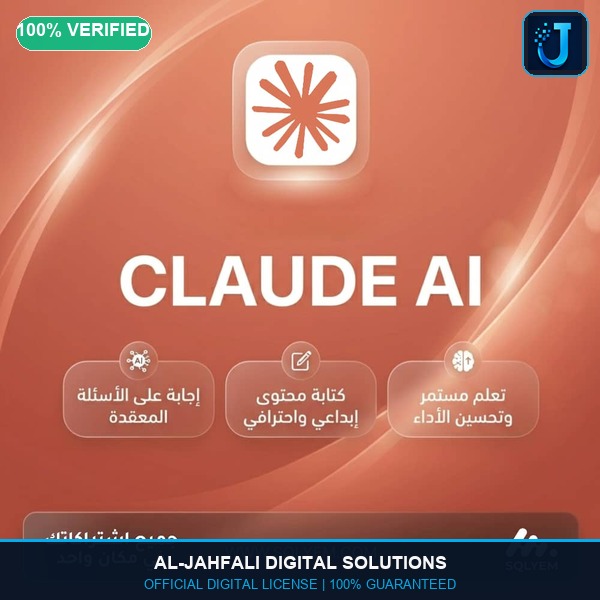 100% VERIFIED
J
CLAUDE AI
AI
إجابة على الأسئلة
المعقدة
كتابة محتوى
إبداعي واحترافي
تعلم مستمر
وتحسين الأداء
AL-JAHFALI DIGITAL SOLUTIONS
OFFICIAL DIGITAL LICENSE | 100% GUARANTEED